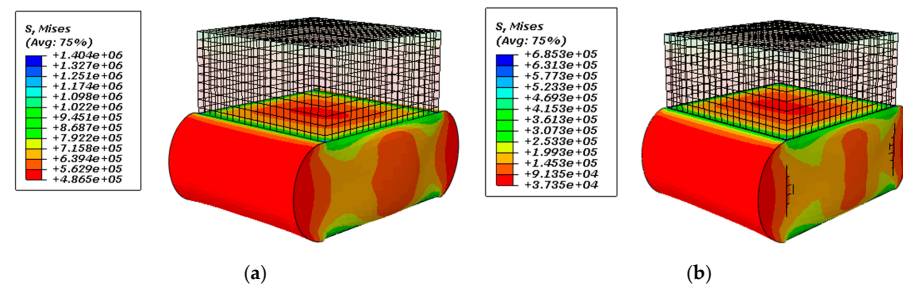 S, Mises
(Avg: 75%)
+1.404e+06
+1.327e+06
+1.251e+06
+1.174e+06
+1.098e+06
+1.022e+06
+9.451e+05
+8.687e+05
+7.922e+05
+7.158e+05
+6.394e+05
+5.629e+05
+4.865e+05
(a)
S, Mises
(Avg: 75%)
+6.853e+05
+6.313e+05
+5.773e+05
+5.233e+05
+4.693e+05
+4.153e+05
+3.613e+05
+3.073e+05
+2.533e+05
+1.993e+05
+1.453e+05
+9.135e+04
+3.735e+04
(b)